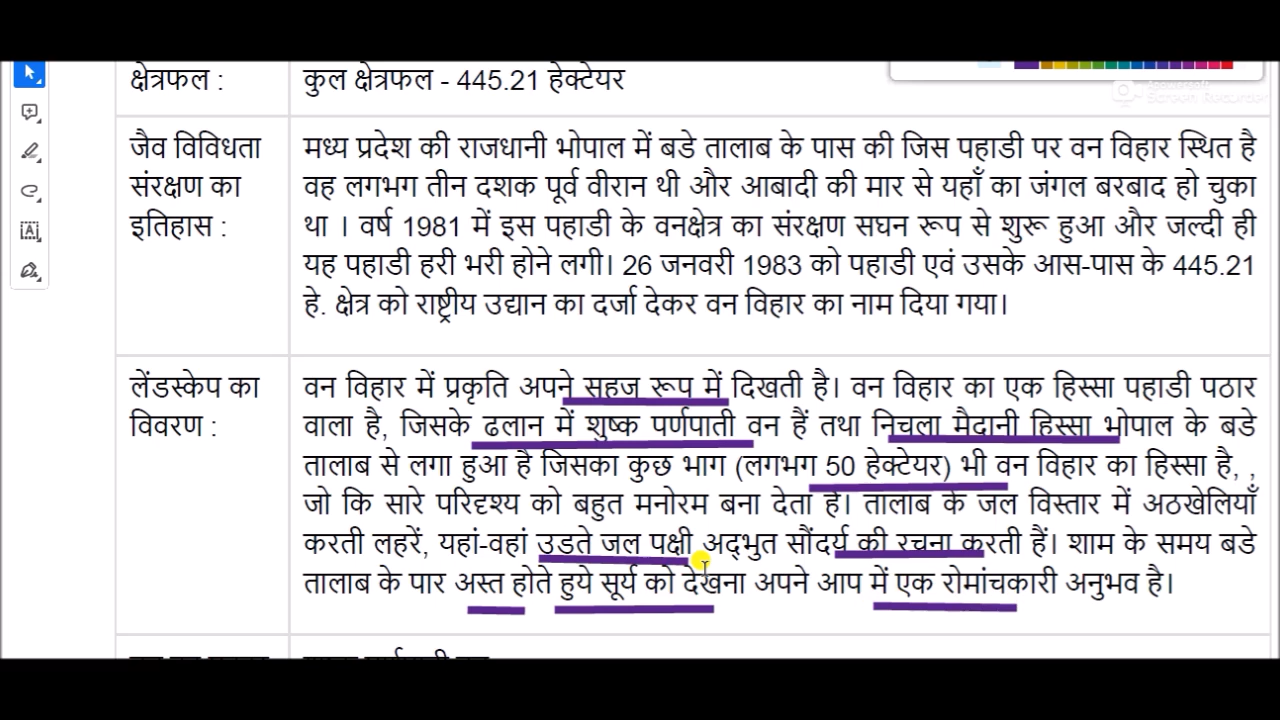 क्षेत्रफल :
कुल क्षेत्रफल - 445.21 हेक्टेयर
जैव विविधता
संरक्षण का
इतिहास :
मध्य प्रदेश की राजधानी भोपाल में बडे तालाब के पास की जिस पहाडी पर वन विहार स्थित है
वह लगभग तीन दशक पूर्व वीरान थी और आबादी की मार से यहाँ का जंगल बरबाद हो चुका
था । वर्ष 1981 में इस पहाडी के वनक्षेत्र का संरक्षण सघन रूप से शुरू हुआ और जल्दी ही
यह पहाडी हरी भरी होने लगी। 26 जनवरी 1983 को पहाडी एवं उसके आस-पास के 445.21
हे. क्षेत्र को राष्ट्रीय उद्यान का दर्जा देकर वन विहार का नाम दिया गया।
लेंडस्केप का
विवरण :
वन विहार में प्रकृति अपने सहज रूप में दिखती है। वन विहार का एक हिस्सा पहाडी पठार
वाला है, जिसके ढलान में शुष्क पर्णपाती वन हैं तथा निचला मैदानी हिस्सा भोपाल के बडे
तालाब से लगा हुआ है जिसका कुछ भाग (लगभग 50 हेक्टेयर) भी वन विहार का हिस्सा है, ,
जो कि सारे परिदृश्य को बहुत मनोरम बना देता है। तालाब के जल विस्तार में अठखेलियाँ
करती लहरें, यहां-वहां उडते जल पक्षी अद्भुत सौंदर्य की रचना करती हैं। शाम के समय बडे
तालाब के पार अस्त होते हुये सूर्य को देखना अपने आप में एक रोमांचकारी अनुभव है।